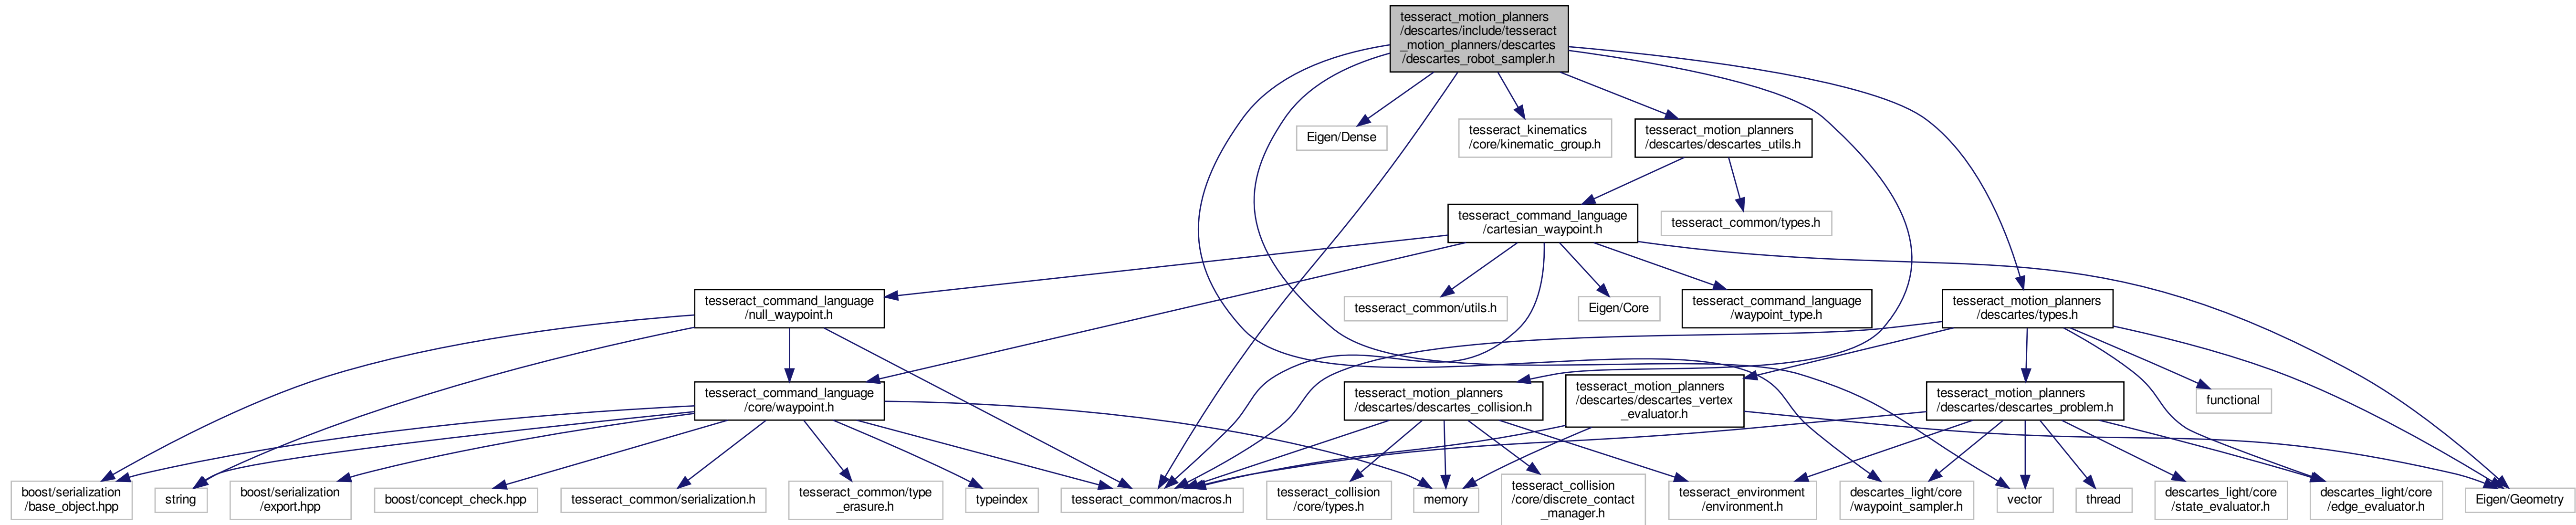 tesseract_motion_planners
/descartes/include/tesseract
_motion_planners/descartes
/descartes_robot_sampler.h
Eigen/Dense
tesseract_kinematics
/core/kinematic_group.h
tesseract_motion_planners
/descartes/descartes_utils.h
tesseract_command_language
/cartesian_waypoint.h
tesseract_common/types.h
tesseract_command_language
/null_waypoint.h
tesseract_common/utils.h
Eigen/Core
tesseract_command_language
/waypoint_type.h
tesseract_motion_planners
/descartes/types.h
tesseract_command_language
/core/waypoint.h
tesseract_motion_planners
/descartes/descartes_collision.h
tesseract_motion_planners
/descartes/descartes_vertex
_evaluator.h
tesseract_motion_planners
/descartes/descartes_problem.h
functional
boost/serialization
/base_object.hpp
string
boost/serialization
/export.hpp
boost/concept_check.hpp
tesseract_common/serialization.h
tesseract_common/type
_erasure.h
typeindex
tesseract_common/macros.h
tesseract_collision
/core/types.h
memory
tesseract_collision
/core/discrete_contact
_manager.h
tesseract_environment
/environment.h
descartes_light/core
/waypoint_sampler.h
vector
thread
descartes_light/core
/state_evaluator.h
descartes_light/core
/edge_evaluator.h
Eigen/Geometry